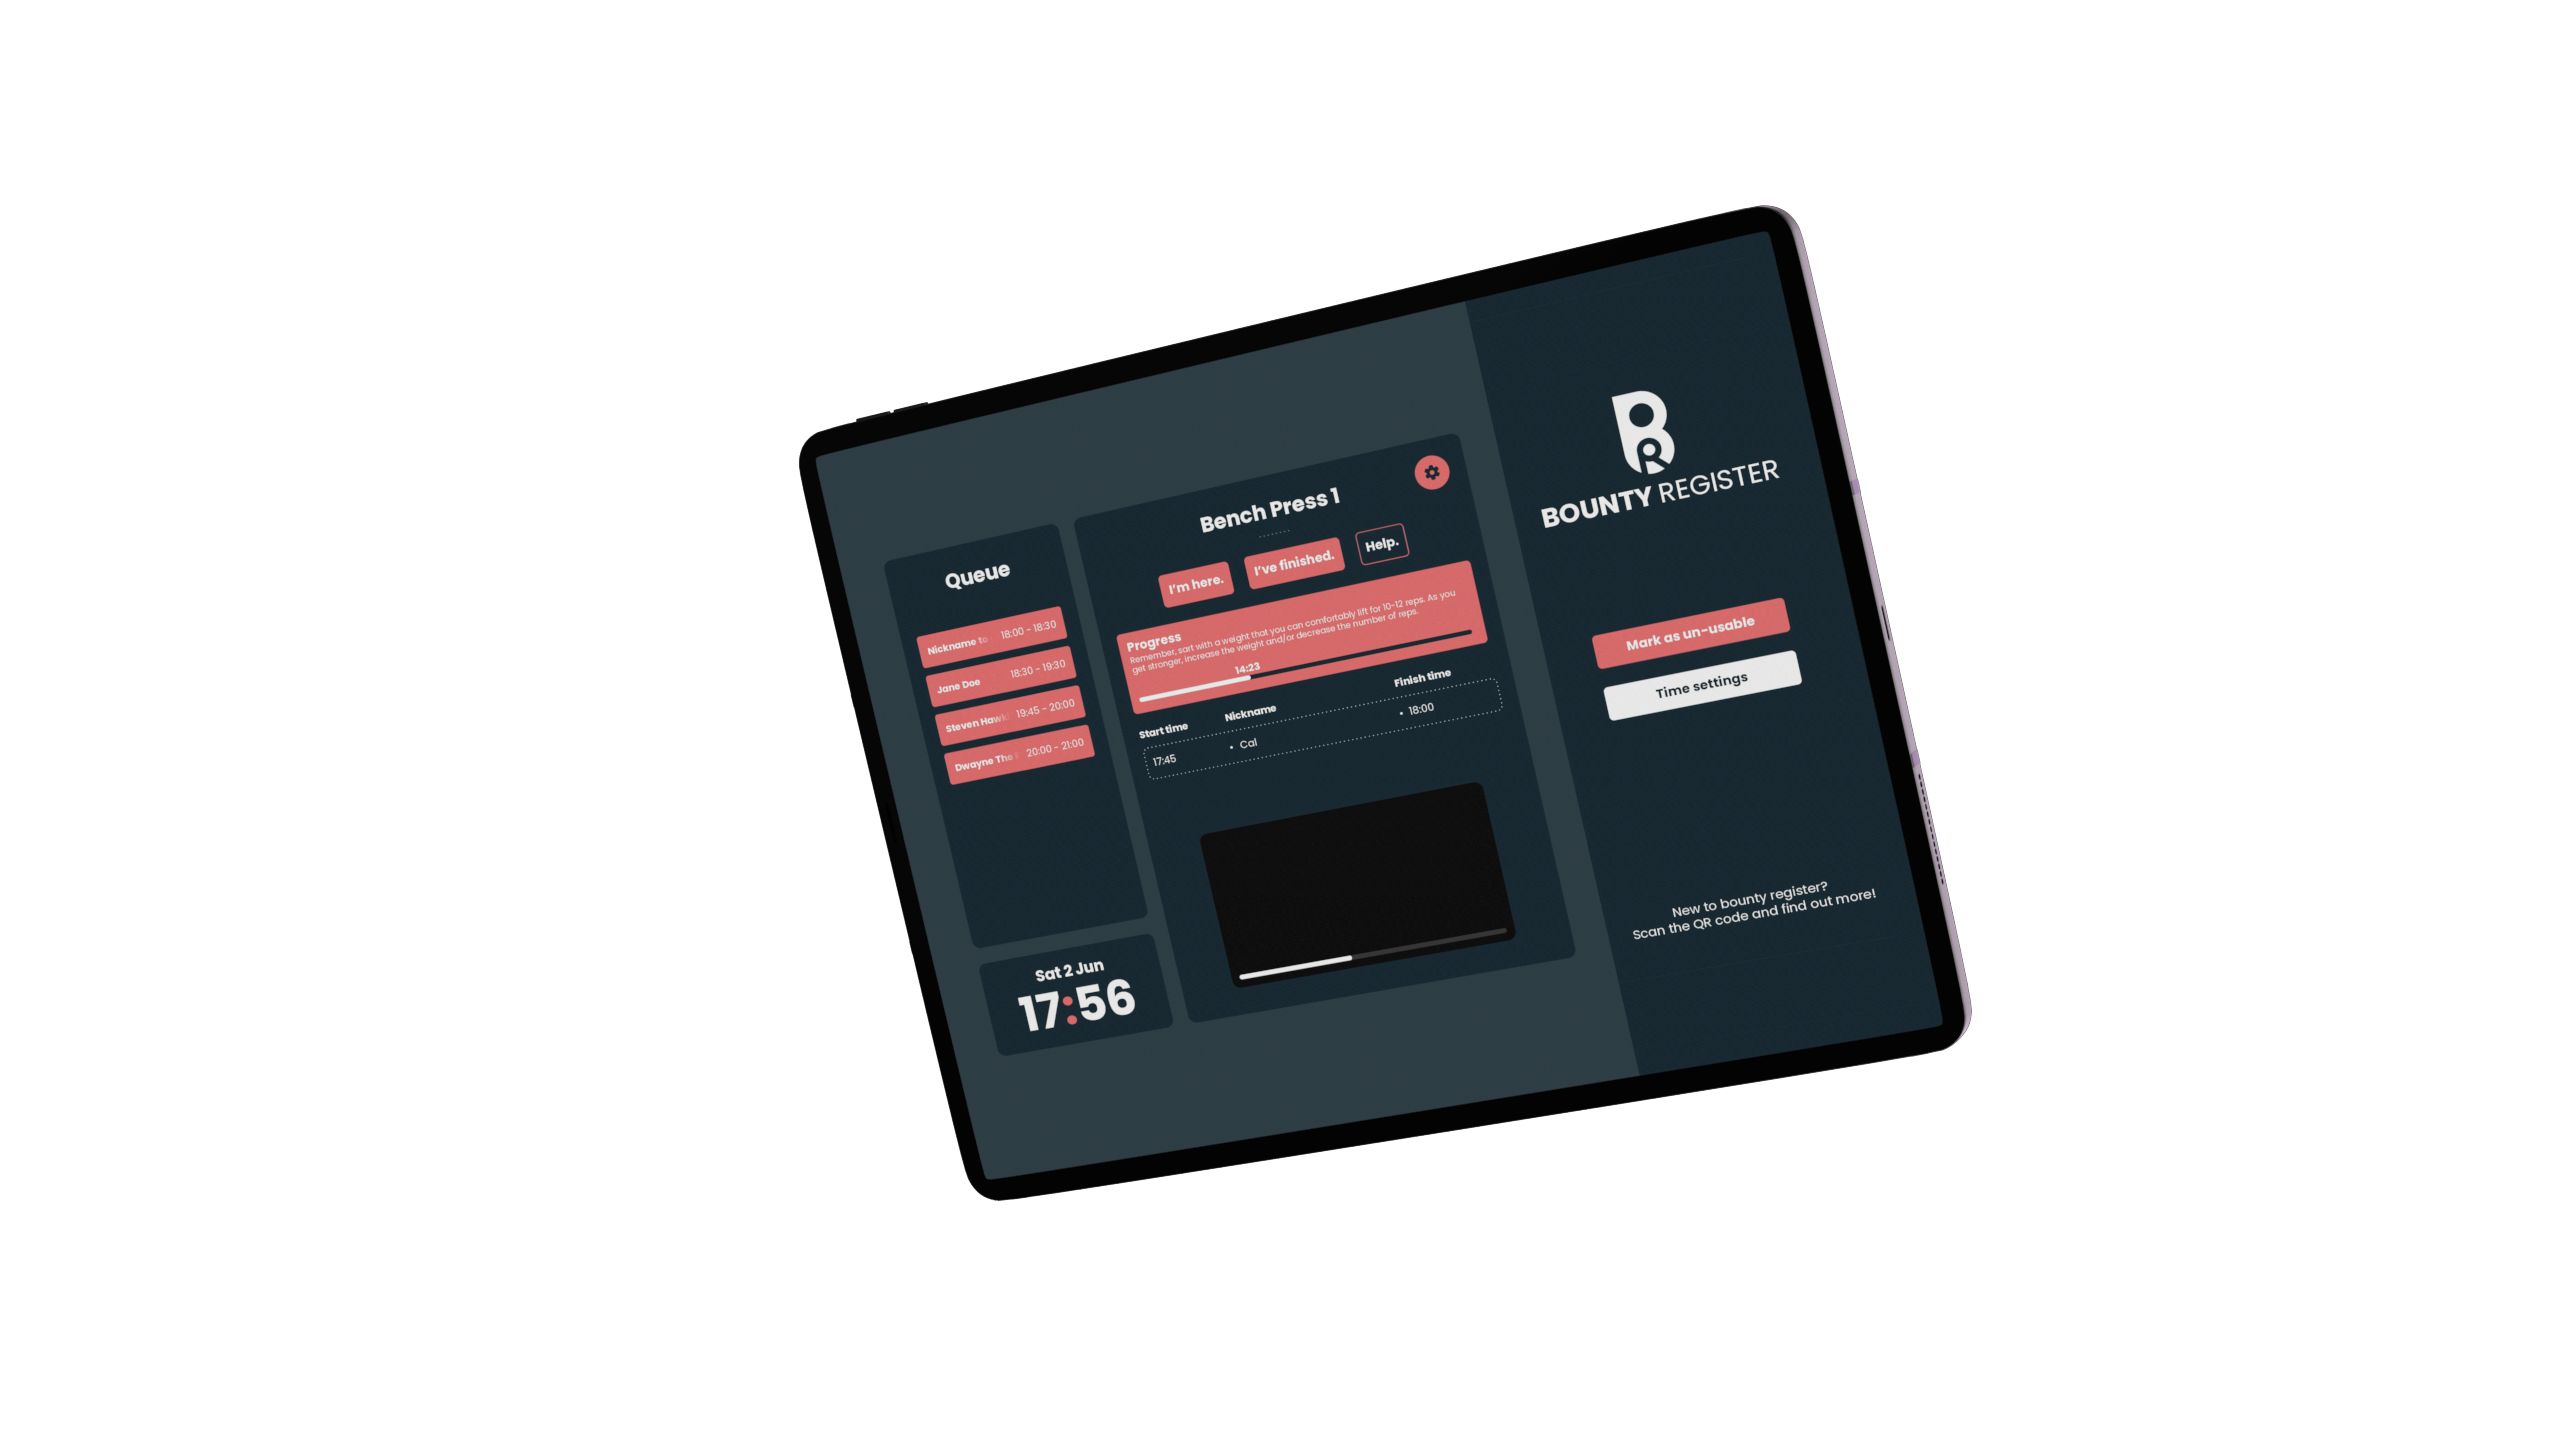 Queue
Nickname to 18:00 - 18:30
Jane Doe 18:30 - 19:30
Steven Hawk 19:45 - 20:00
Dwayne The 20:00 - 21:00
Sat 2 Jun
17:56
Bench Press 1
I'm here. I've finished. Help.
Progress
Remember, sart with a weight that you can comfortably lift for 10-12 reps. As you
get stronger, increase the weight and/or decrease the number of reps.
14:23
Start time Nickname Finish time
17:45 • Cal • 18:00
BR
BOUNTY REGISTER
Mark as un-usable
Time settings
New to bounty register?
Scan the QR code and find out more!